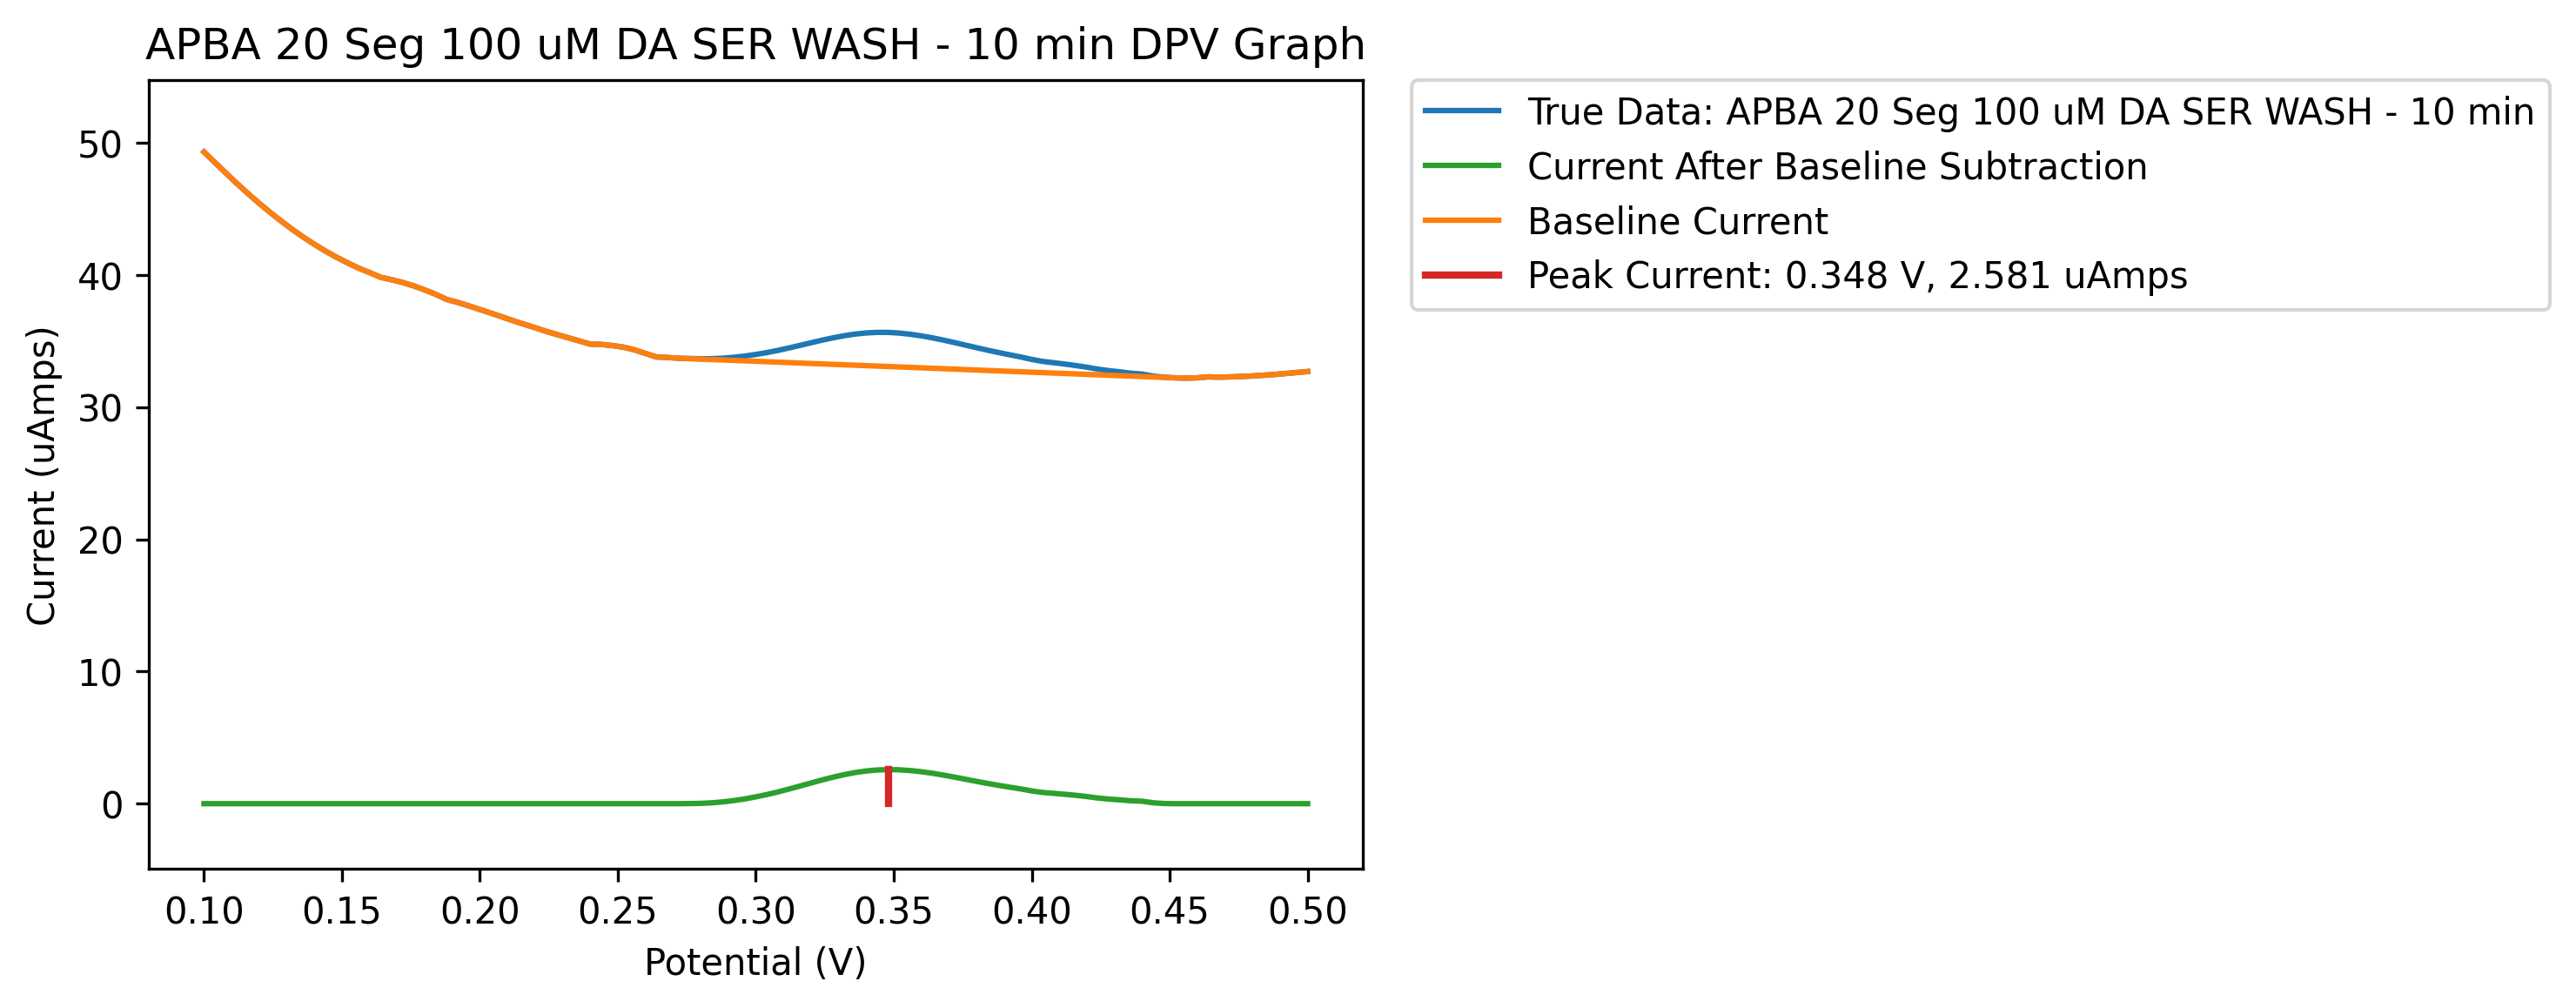 APBA 20 Seg 100 uM DA SER WASH - 10 min DPV Graph
True Data: APBA 20 Seg 100 uM DA SER WASH - 10 min
Current After Baseline Subtraction
Baseline Current
Peak Current: 0.348 V, 2.581 uAmps
Current (uAmps)
50
40
30
20
10
0
0.10 0.15 0.20 0.25 0.30 0.35 0.40 0.45 0.50
Potential (V)